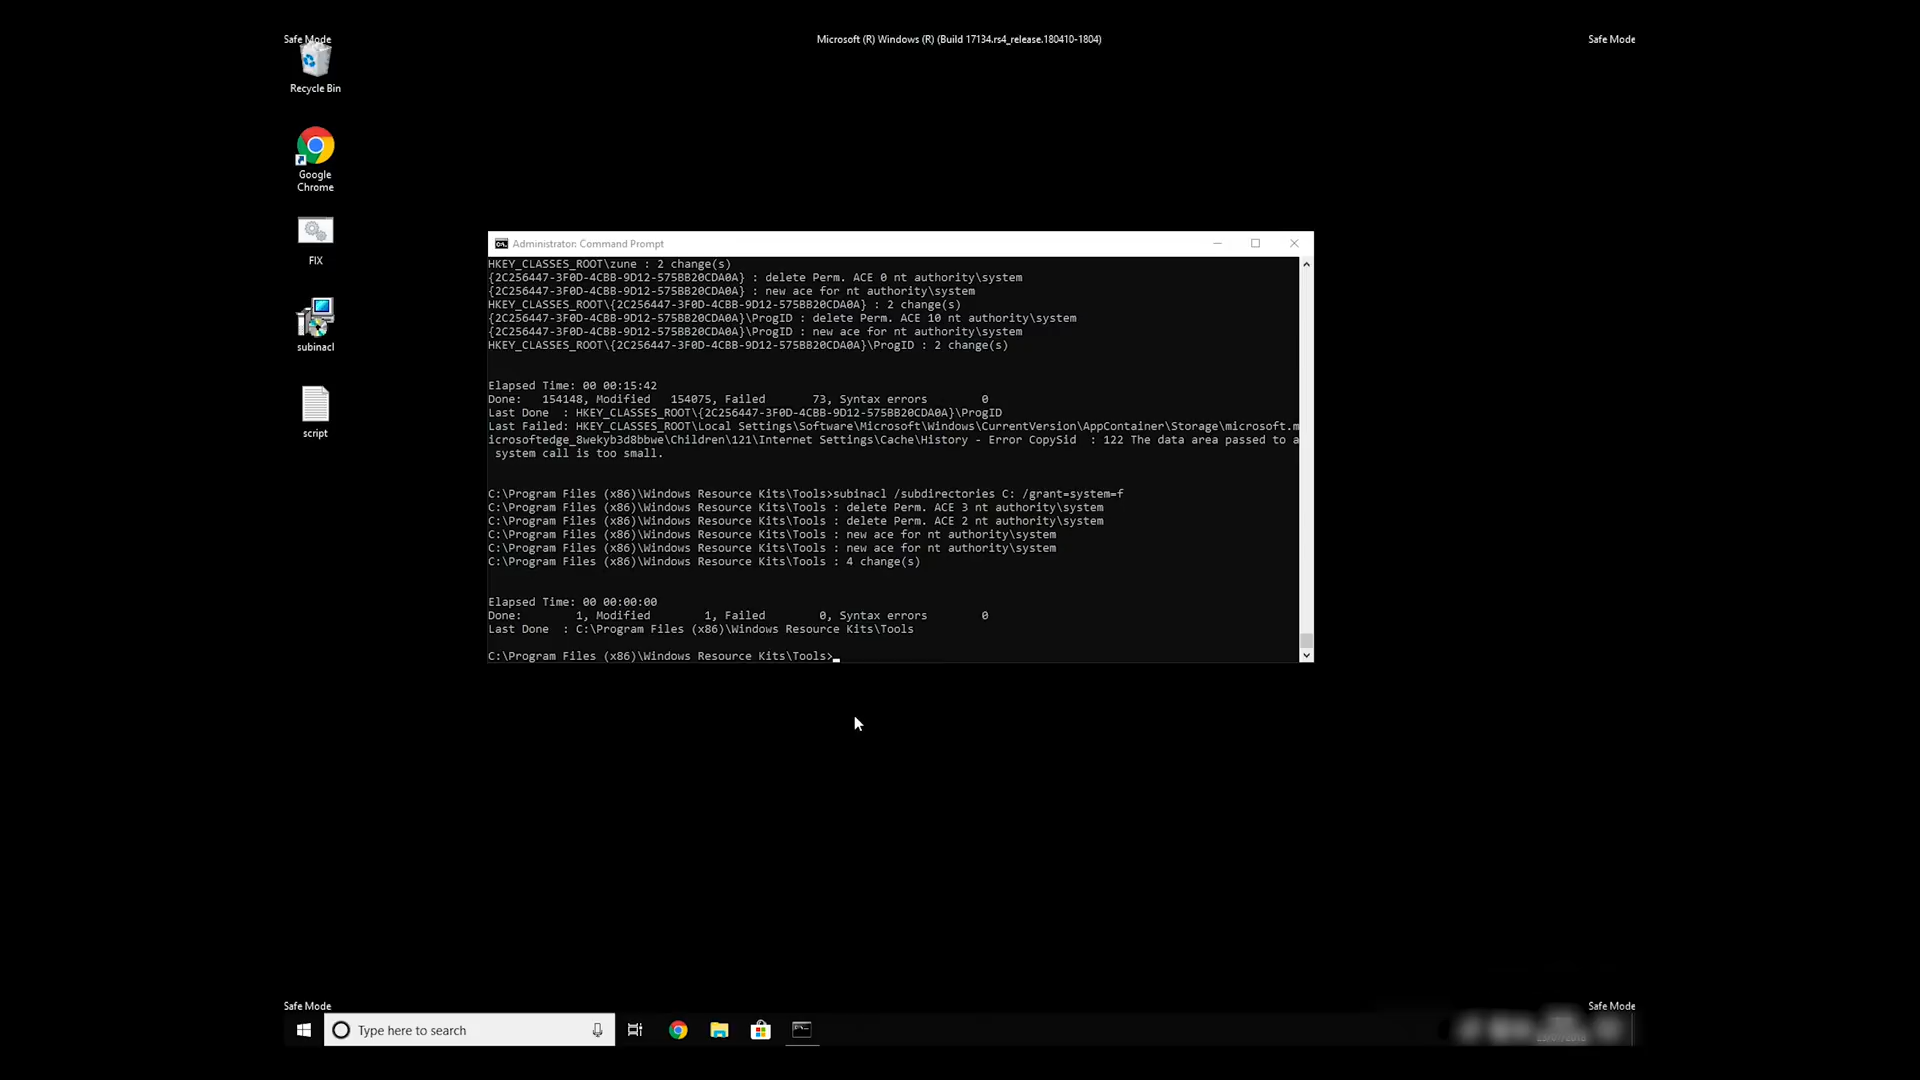 Safe Mode
Microsoft (R) Windows (R) (Build 17134.rs4_release.180410-1804)
Safe Mode
Recycle Bin
Google
Chrome
FIX
subinacl
script
Administrator: Command Prompt
HKEY_CLASSES_ROOT\zune : 2 change(s)
{2C256447-3F0D-4CBB-9D12-575BB20CDA0A} : delete Perm. ACE 0 nt authority\system
{2C256447-3F0D-4CBB-9D12-575BB20CDA0A} : new ace for nt authority\system
HKEY_CLASSES_ROOT\{2C256447-3F0D-4CBB-9D12-575BB20CDA0A} : 2 change(s)
{2C256447-3F0D-4CBB-9D12-575BB20CDA0A}\ProgID : delete Perm. ACE 10 nt authority\system
{2C256447-3F0D-4CBB-9D12-575BB20CDA0A}\ProgID : new ace for nt authority\system
HKEY_CLASSES_ROOT\{2C256447-3F0D-4CBB-9D12-575BB20CDA0A}\ProgID : 2 change(s)
Elapsed Time: 00 00:15:42
Done:   154148, Modified   154075, Failed       73, Syntax errors        0
Last Done  : HKEY_CLASSES_ROOT\{2C256447-3F0D-4CBB-9D12-575BB20CDA0A}\ProgID
Last Failed: HKEY_CLASSES_ROOT\Local Settings\Software\Microsoft\Windows\CurrentVersion\AppContainer\Storage\microsoft.m
icrosoftedge_8wekyb3d8bbwe\Children\121\Internet Settings\Cache\History - Error CopySid  : 122 The data area passed to a
 system call is too small.
C:\Program Files (x86)\Windows Resource Kits\Tools>subinacl /subdirectories C: /grant=system=f
C:\Program Files (x86)\Windows Resource Kits\Tools : delete Perm. ACE 3 nt authority\system
C:\Program Files (x86)\Windows Resource Kits\Tools : delete Perm. ACE 2 nt authority\system
C:\Program Files (x86)\Windows Resource Kits\Tools : new ace for nt authority\system
C:\Program Files (x86)\Windows Resource Kits\Tools : new ace for nt authority\system
C:\Program Files (x86)\Windows Resource Kits\Tools : 4 change(s)
Elapsed Time: 00 00:00:00
Done:        1, Modified        1, Failed        0, Syntax errors        0
Last Done  : C:\Program Files (x86)\Windows Resource Kits\Tools
C:\Program Files (x86)\Windows Resource Kits\Tools>
Safe Mode
Safe Mode
Type here to search